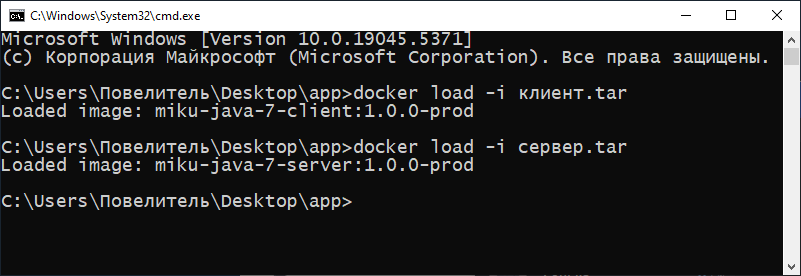 C:\Windows\System32\cmd.exe
Microsoft Windows [Version 10.0.19045.5371]
(c) Корпорация Майкрософт (Microsoft Corporation). Все права защищены.
C:\Users\Повелитель\Desktop\app>docker load -i клиент.tar
Loaded image: miku-java-7-client:1.0.0-prod
C:\Users\Повелитель\Desktop\app>docker load -i сервер.tar
Loaded image: miku-java-7-server:1.0.0-prod
C:\Users\Повелитель\Desktop\app>